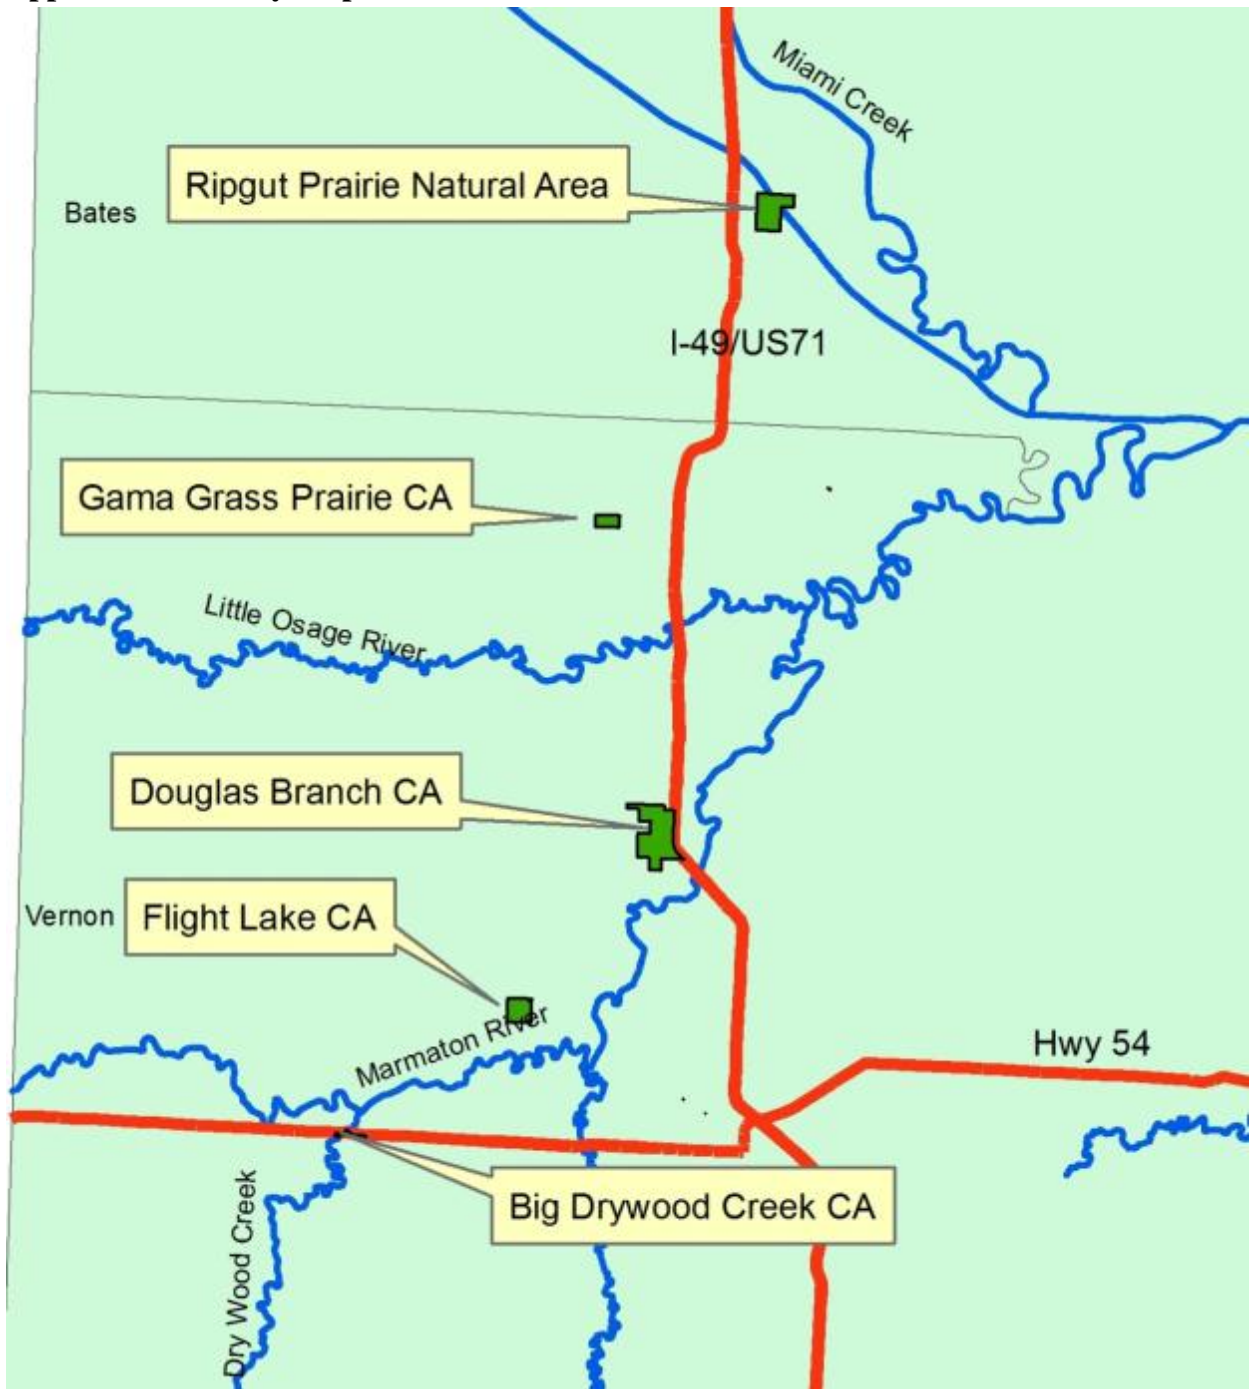 Miami Creek
Ripgut Prairie Natural Area
Bates
I-49/US71
Gama Grass Prairie CA
Little Osage River
Douglas Branch CA
Vernon
Flight Lake CA
Marmaton River
Hwy 54
Big Drywood Creek CA
Dry Wood Creek